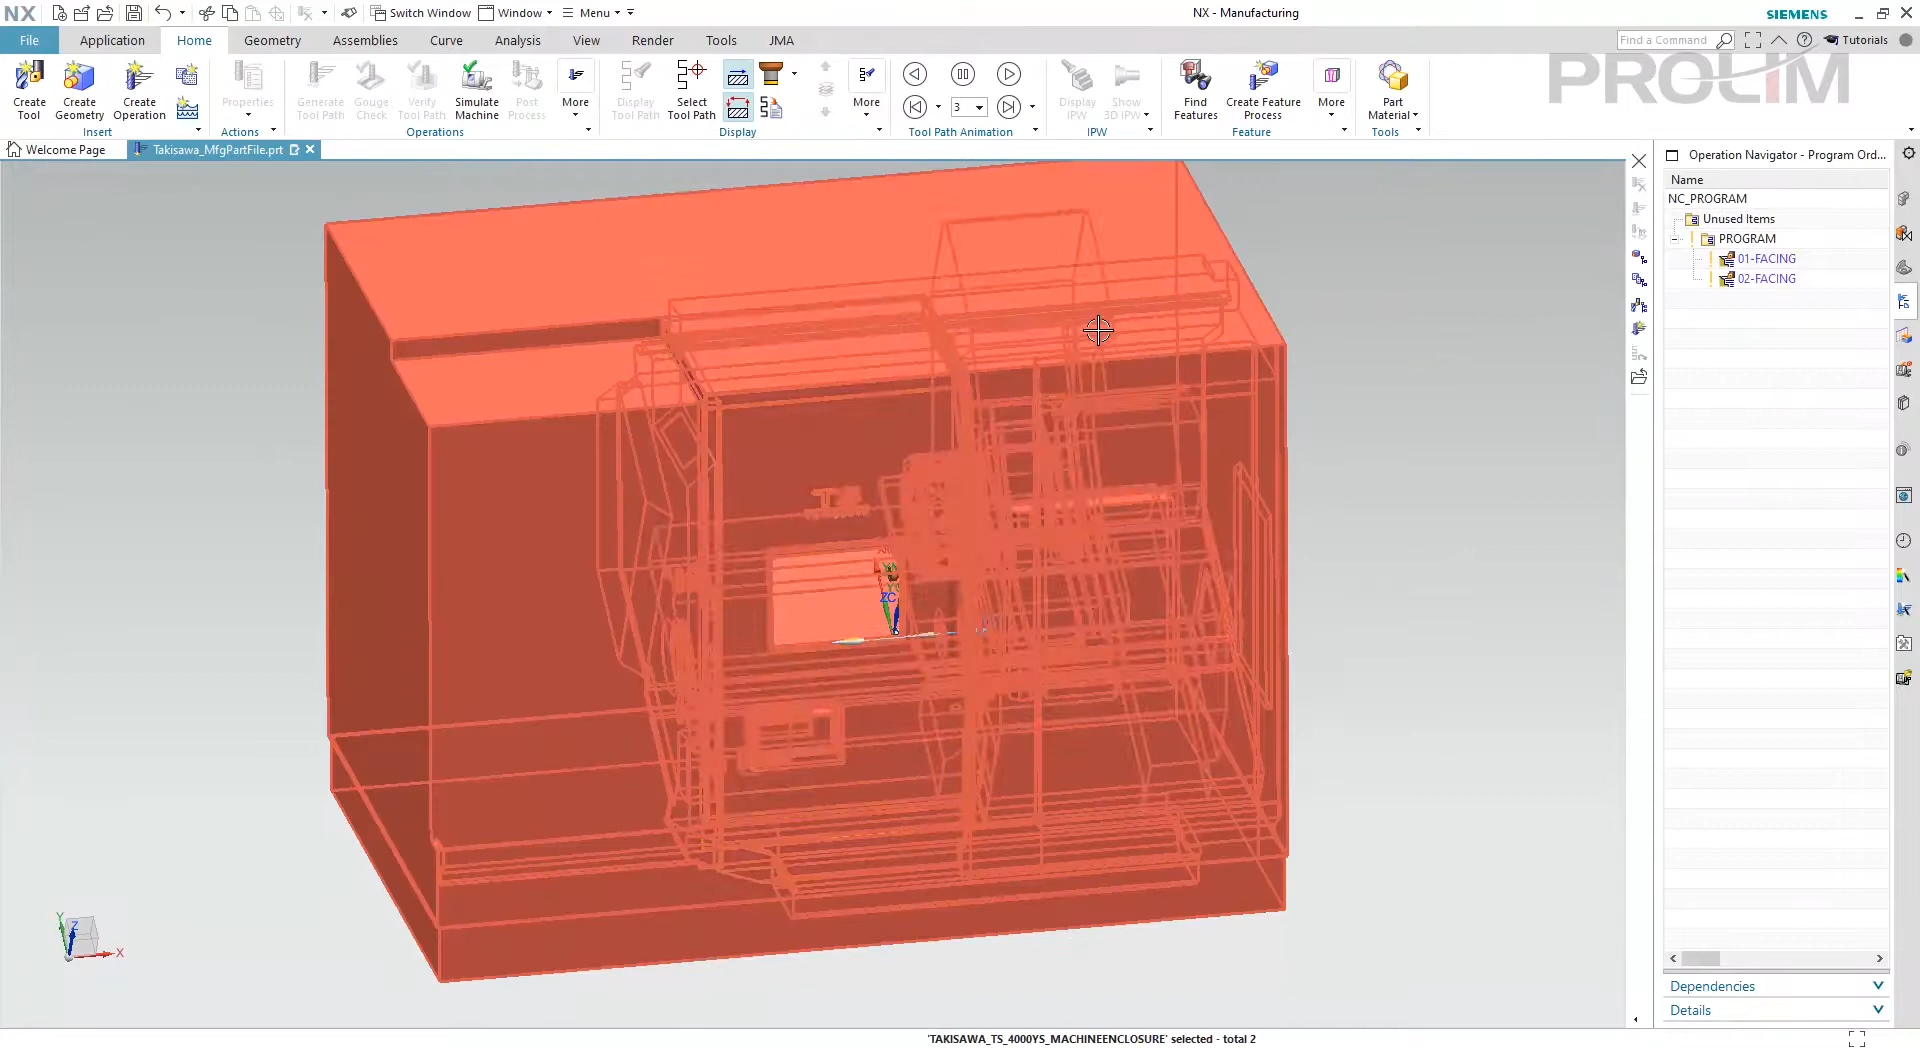 NX
Switch Window
Window
Menu
NX - Manufacturing
SIEMENS
File
Application
Home
Geometry
Assemblies
Curve
Analysis
View
Render
Tools
JMA
Find a Command
Tutorials
PROLIM
Create Tool
Create Geometry
Create Operation
Properties
Generate Tool Path
Gouge Check
Verify Tool Path
Simulate Machine
Post Process
More
Display Tool Path
Select Tool Path
More
3
Display IPW
Show 3D IPW
Find Features
Create Feature Process
More
Part Material
Insert
Actions
Operations
Display
Tool Path Animation
IPW
Feature
Tools
Welcome Page
Takisawa_MfgPartFile.prt
Operation Navigator - Program Ord...
Name
NC_PROGRAM
Unused Items
PROGRAM
01-FACING
02-FACING
ZC
Y
Z
X
Dependencies
Details
'TAKISAWA_TS_4000YS_MACHINEENCLOSURE' selected - total 2